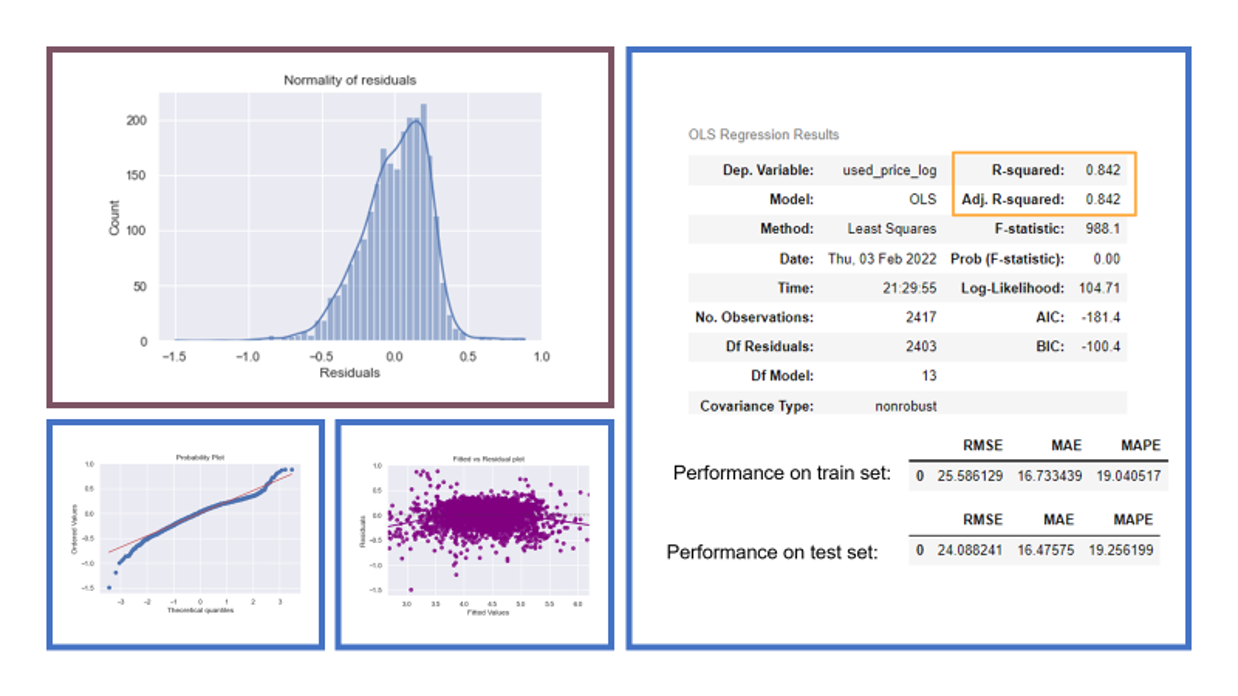 Normality of residuals
200
150
100
50
0
Count
−1.5 −1.0 −0.5 0.0 0.5 1.0
Residuals
Probability Plot
1.0
0.5
0.0
−0.5
−1.0
−1.5
Ordered Values
−3 −2 −1 0 1 2 3
Theoretical quantiles
Fitted vs Residual plot
1.0
0.5
0.0
−0.5
−1.0
−1.5
Residuals
3.0 3.5 4.0 4.5 5.0 5.5 6.0
Fitted Values
OLS Regression Results
Dep. Variable: used_price_log R-squared: 0.842
Model: OLS Adj. R-squared: 0.842
Method: Least Squares F-statistic: 988.1
Date: Thu, 03 Feb 2022 Prob (F-statistic): 0.00
Time: 21:29:55 Log-Likelihood: 104.71
No. Observations: 2417 AIC: -181.4
Df Residuals: 2403 BIC: -100.4
Df Model: 13
Covariance Type: nonrobust
RMSE MAE MAPE
Performance on train set: 0 25.586129 16.733439 19.040517
RMSE MAE MAPE
Performance on test set: 0 24.088241 16.47575 19.256199